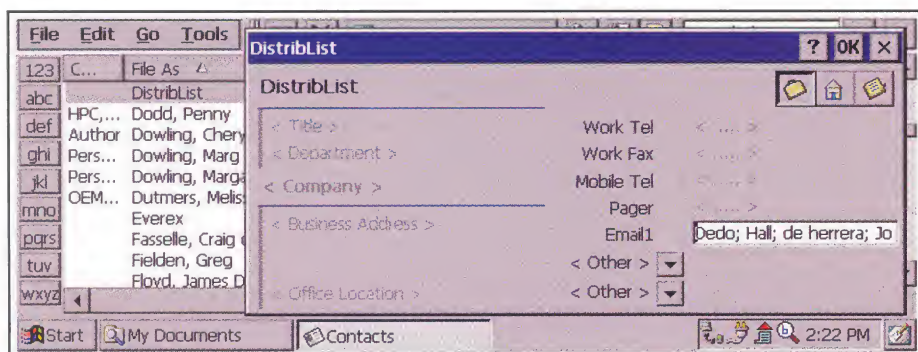 File Edit Go Tools
DistribList ? OK ×
123 C... File As
abc DistribList
def HPC,... Dodd, Penny
Author Dowling, Chery
ghi Pers... Dowling, Marg
jkl Pers... Dowling, Marga
mno OEM... Dutmers, Melis
Everex
pqrs Fasselle, Craig
tuv Fielden, Greg
wxyz Floyd, James D
DistribList
< Title >
< Department >
< Company >
< Business Address >
< Office Location >
Work Tel < .... >
Work Fax < .... >
Mobile Tel < .... >
Pager < .... >
Email1 Dedo; Hall; de herrera; Jo
< Other >
< Other >
Start My Documents Contacts 2:22 PM